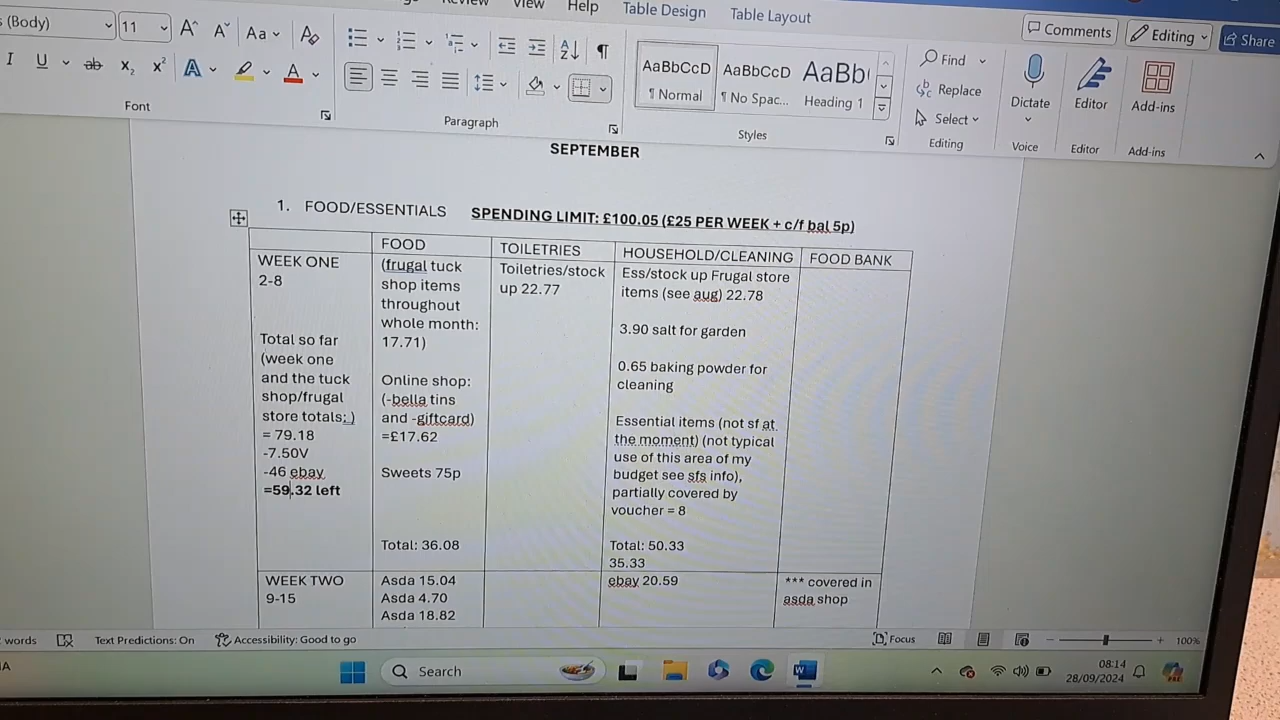 View
Help
Table Design
Table Layout
Comments
Editing
Share
(Body)
11
Aa
I
U
ab
x₂
x²
A
A
Font
Paragraph
AaBbCcD
AaBbCcD
AaBb
¶ Normal
¶ No Spac...
Heading 1
Styles
Find
Replace
Select
Editing
Dictate
Voice
Editor
Editor
Add-ins
Add-ins
SEPTEMBER
1. FOOD/ESSENTIALS SPENDING LIMIT: £100.05 (£25 PER WEEK + c/f bal 5p)
FOOD
TOILETRIES
HOUSEHOLD/CLEANING
FOOD BANK
WEEK ONE
2-8
Total so far
(week one
and the tuck
shop/frugal
store totals:)
= 79.18
-7.50V
-46 ebay
=59.32 left
(frugal tuck
shop items
throughout
whole month:
17.71)
Online shop:
(-bella tins
and -giftcard)
=£17.62
Sweets 75p
Total: 36.08
Toiletries/stock
up 22.77
Ess/stock up Frugal store
items (see aug) 22.78
3.90 salt for garden
0.65 baking powder for
cleaning
Essential items (not sf at
the moment) (not typical
use of this area of my
budget see sfs info),
partially covered by
voucher = 8
Total: 50.33
35.33
WEEK TWO
9-15
Asda 15.04
Asda 4.70
Asda 18.82
ebay 20.59
*** covered in
asda shop
words
Text Predictions: On
Accessibility: Good to go
Focus
100%
Search
08:14
28/09/2024